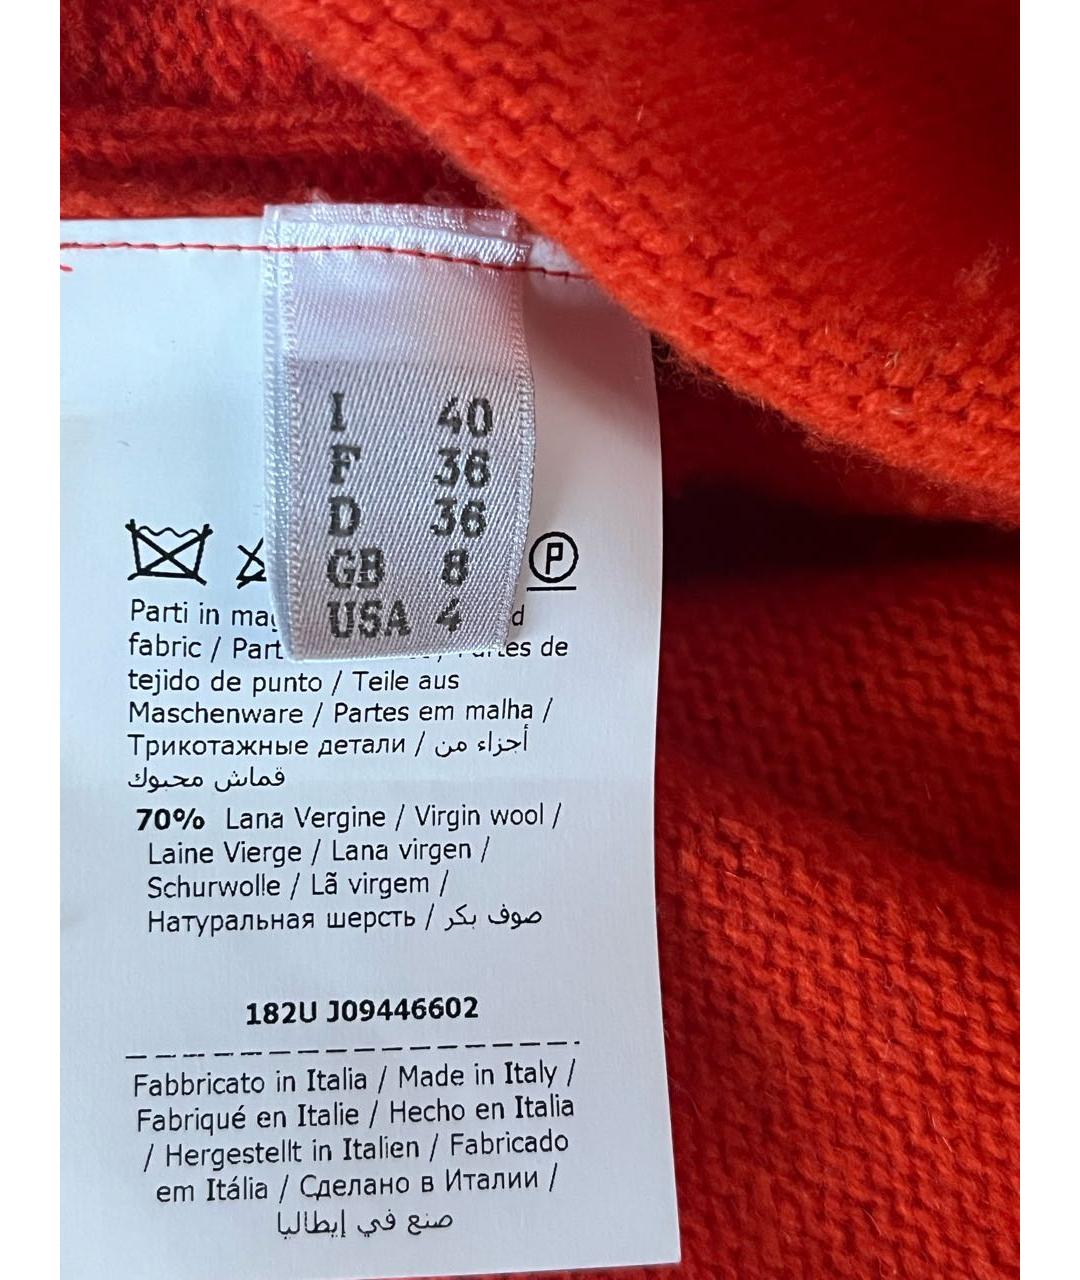 I 40
F 36
D 36
GB 8
USA 4
P
Parti in
fabric / de
tejido de punto / Teile aus
Maschenware / Partes em malha /
Трикотажные детали / أجزاء من
قماش محبوك
70% Lana Vergine / Virgin wool /
Laine Vierge / Lana virgen /
Schurwolle / Lã virgem /
Натуральная шерсть / صوف بكر
182U J09446602
Fabbricato in Italia / Made in Italy /
Fabriqué en Italie / Hecho en Italia
/ Hergestellt in Italien / Fabricado
em Itália / Сделано в Италии /
صنع في إيطاليا